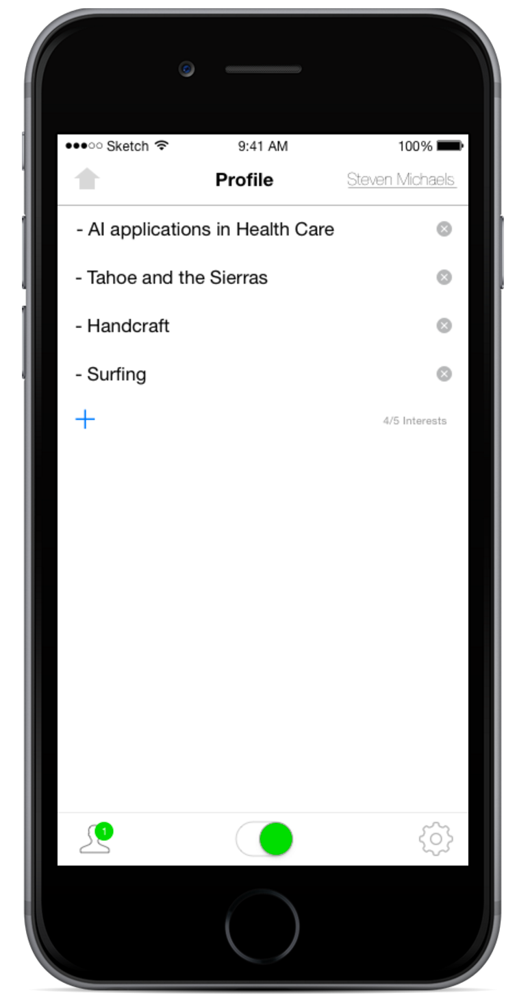 Sketch 9:41 AM 100%
Profile Steven Michaels
- AI applications in Health Care
- Tahoe and the Sierras
- Handcraft
- Surfing
4/5 Interests
1